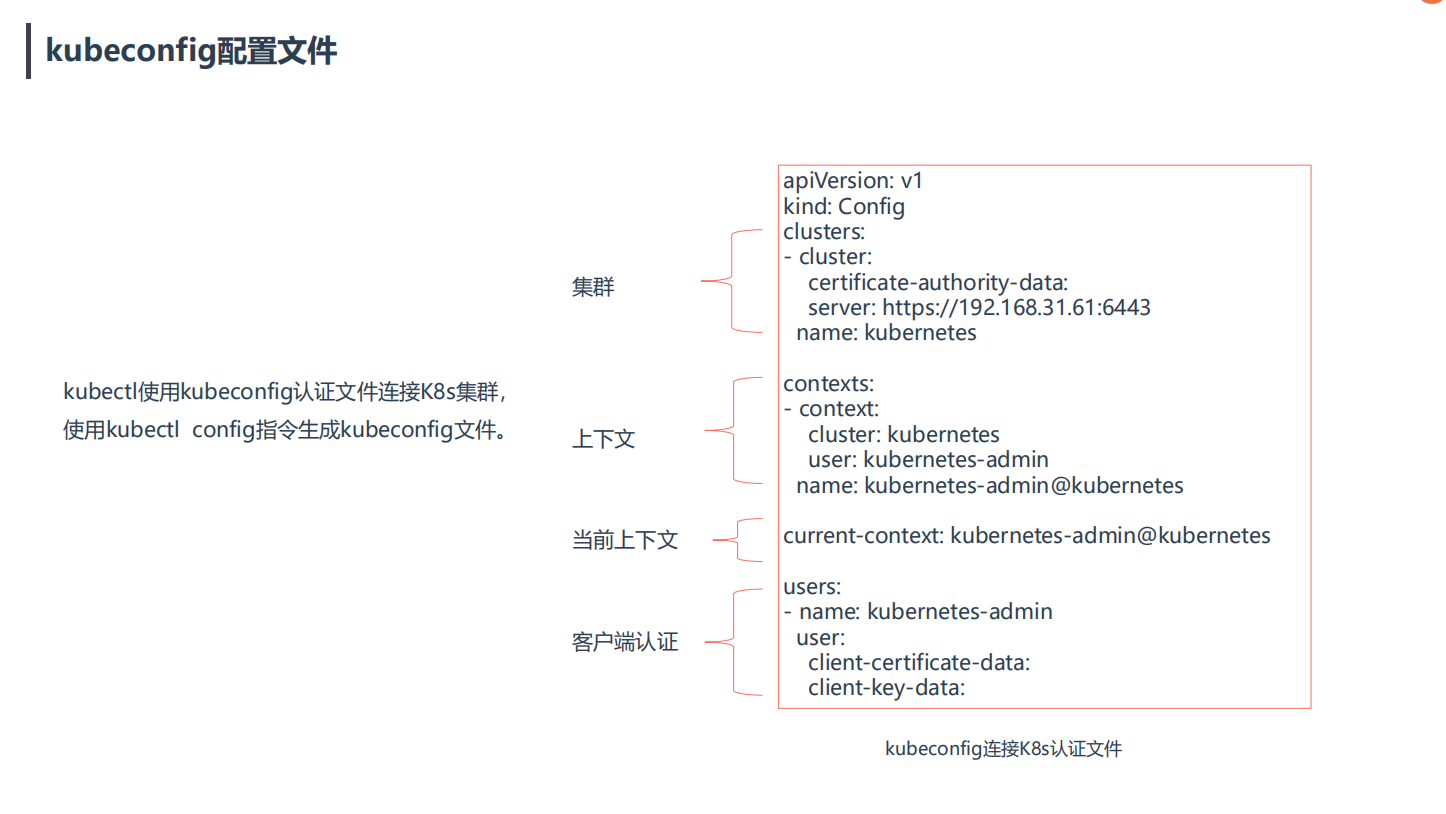 kubeconfig配置文件
kubectl使用kubeconfig认证文件连接K8s集群,
使用kubectl  config指令生成kubeconfig文件。
集群
上下文
当前上下文
客户端认证
apiVersion: v1
kind: Config
clusters:
- cluster:
    certificate-authority-data:
    server: https://192.168.31.61:6443
  name: kubernetes

contexts:
- context:
    cluster: kubernetes
    user: kubernetes-admin
  name: kubernetes-admin@kubernetes

current-context: kubernetes-admin@kubernetes

users:
- name: kubernetes-admin
  user:
    client-certificate-data:
    client-key-data:
kubeconfig连接K8s认证文件